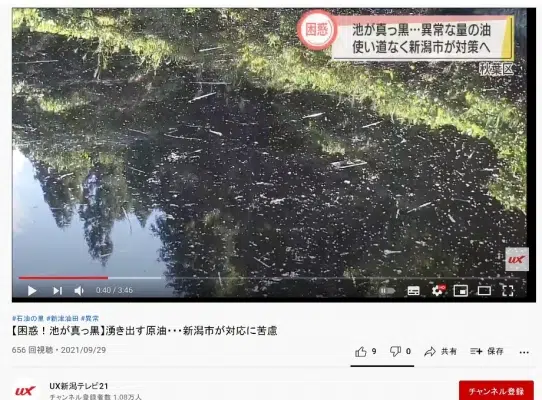 困惑
池が真っ黒…異常な量の油
使い道なく新潟市が対策へ
秋葉区
UX
0:40 / 3:46
#石油の里 #新津油田 #異常
【困惑!池が真っ黒】湧き出す原油・・・新潟市が対応に苦慮
656 回視聴・2021/09/29
9
0
共有
保存
UX
UX新潟テレビ21
チャンネル登録者数 1.08万人
チャンネル登録